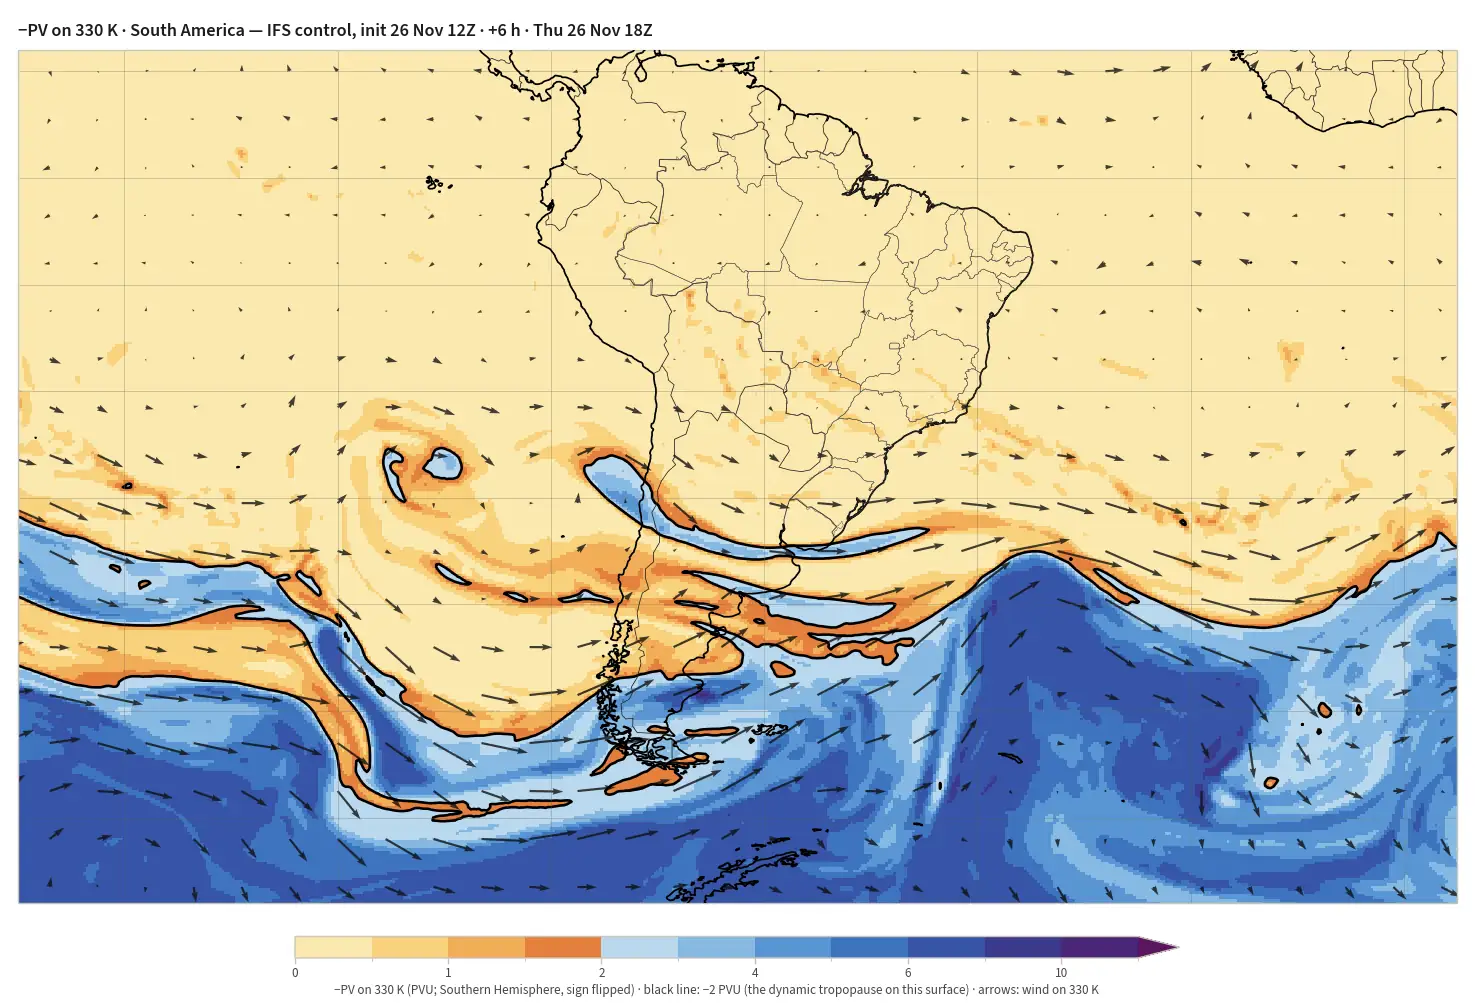 −PV on 330 K · South America — IFS control, init 26 Nov 12Z · +6 h · Thu 26 Nov 18Z
0 1 2 4 6 10
−PV on 330 K (PVU; Southern Hemisphere, sign flipped) · black line: −2 PVU (the dynamic tropopause on this surface) · arrows: wind on 330 K